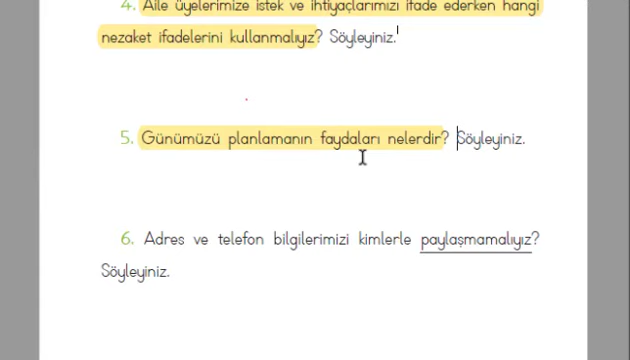 4. Aile üyelerimize istek ve ihtiyaçlarımızı ifade ederken hangi
nezaket ifadelerini kullanmalıyız? Söyleyiniz.
5. Günümüzü planlamanın faydaları nelerdir? Söyleyiniz.
6. Adres ve telefon bilgilerimizi kimlerle paylaşmamalıyız?
Söyleyiniz.